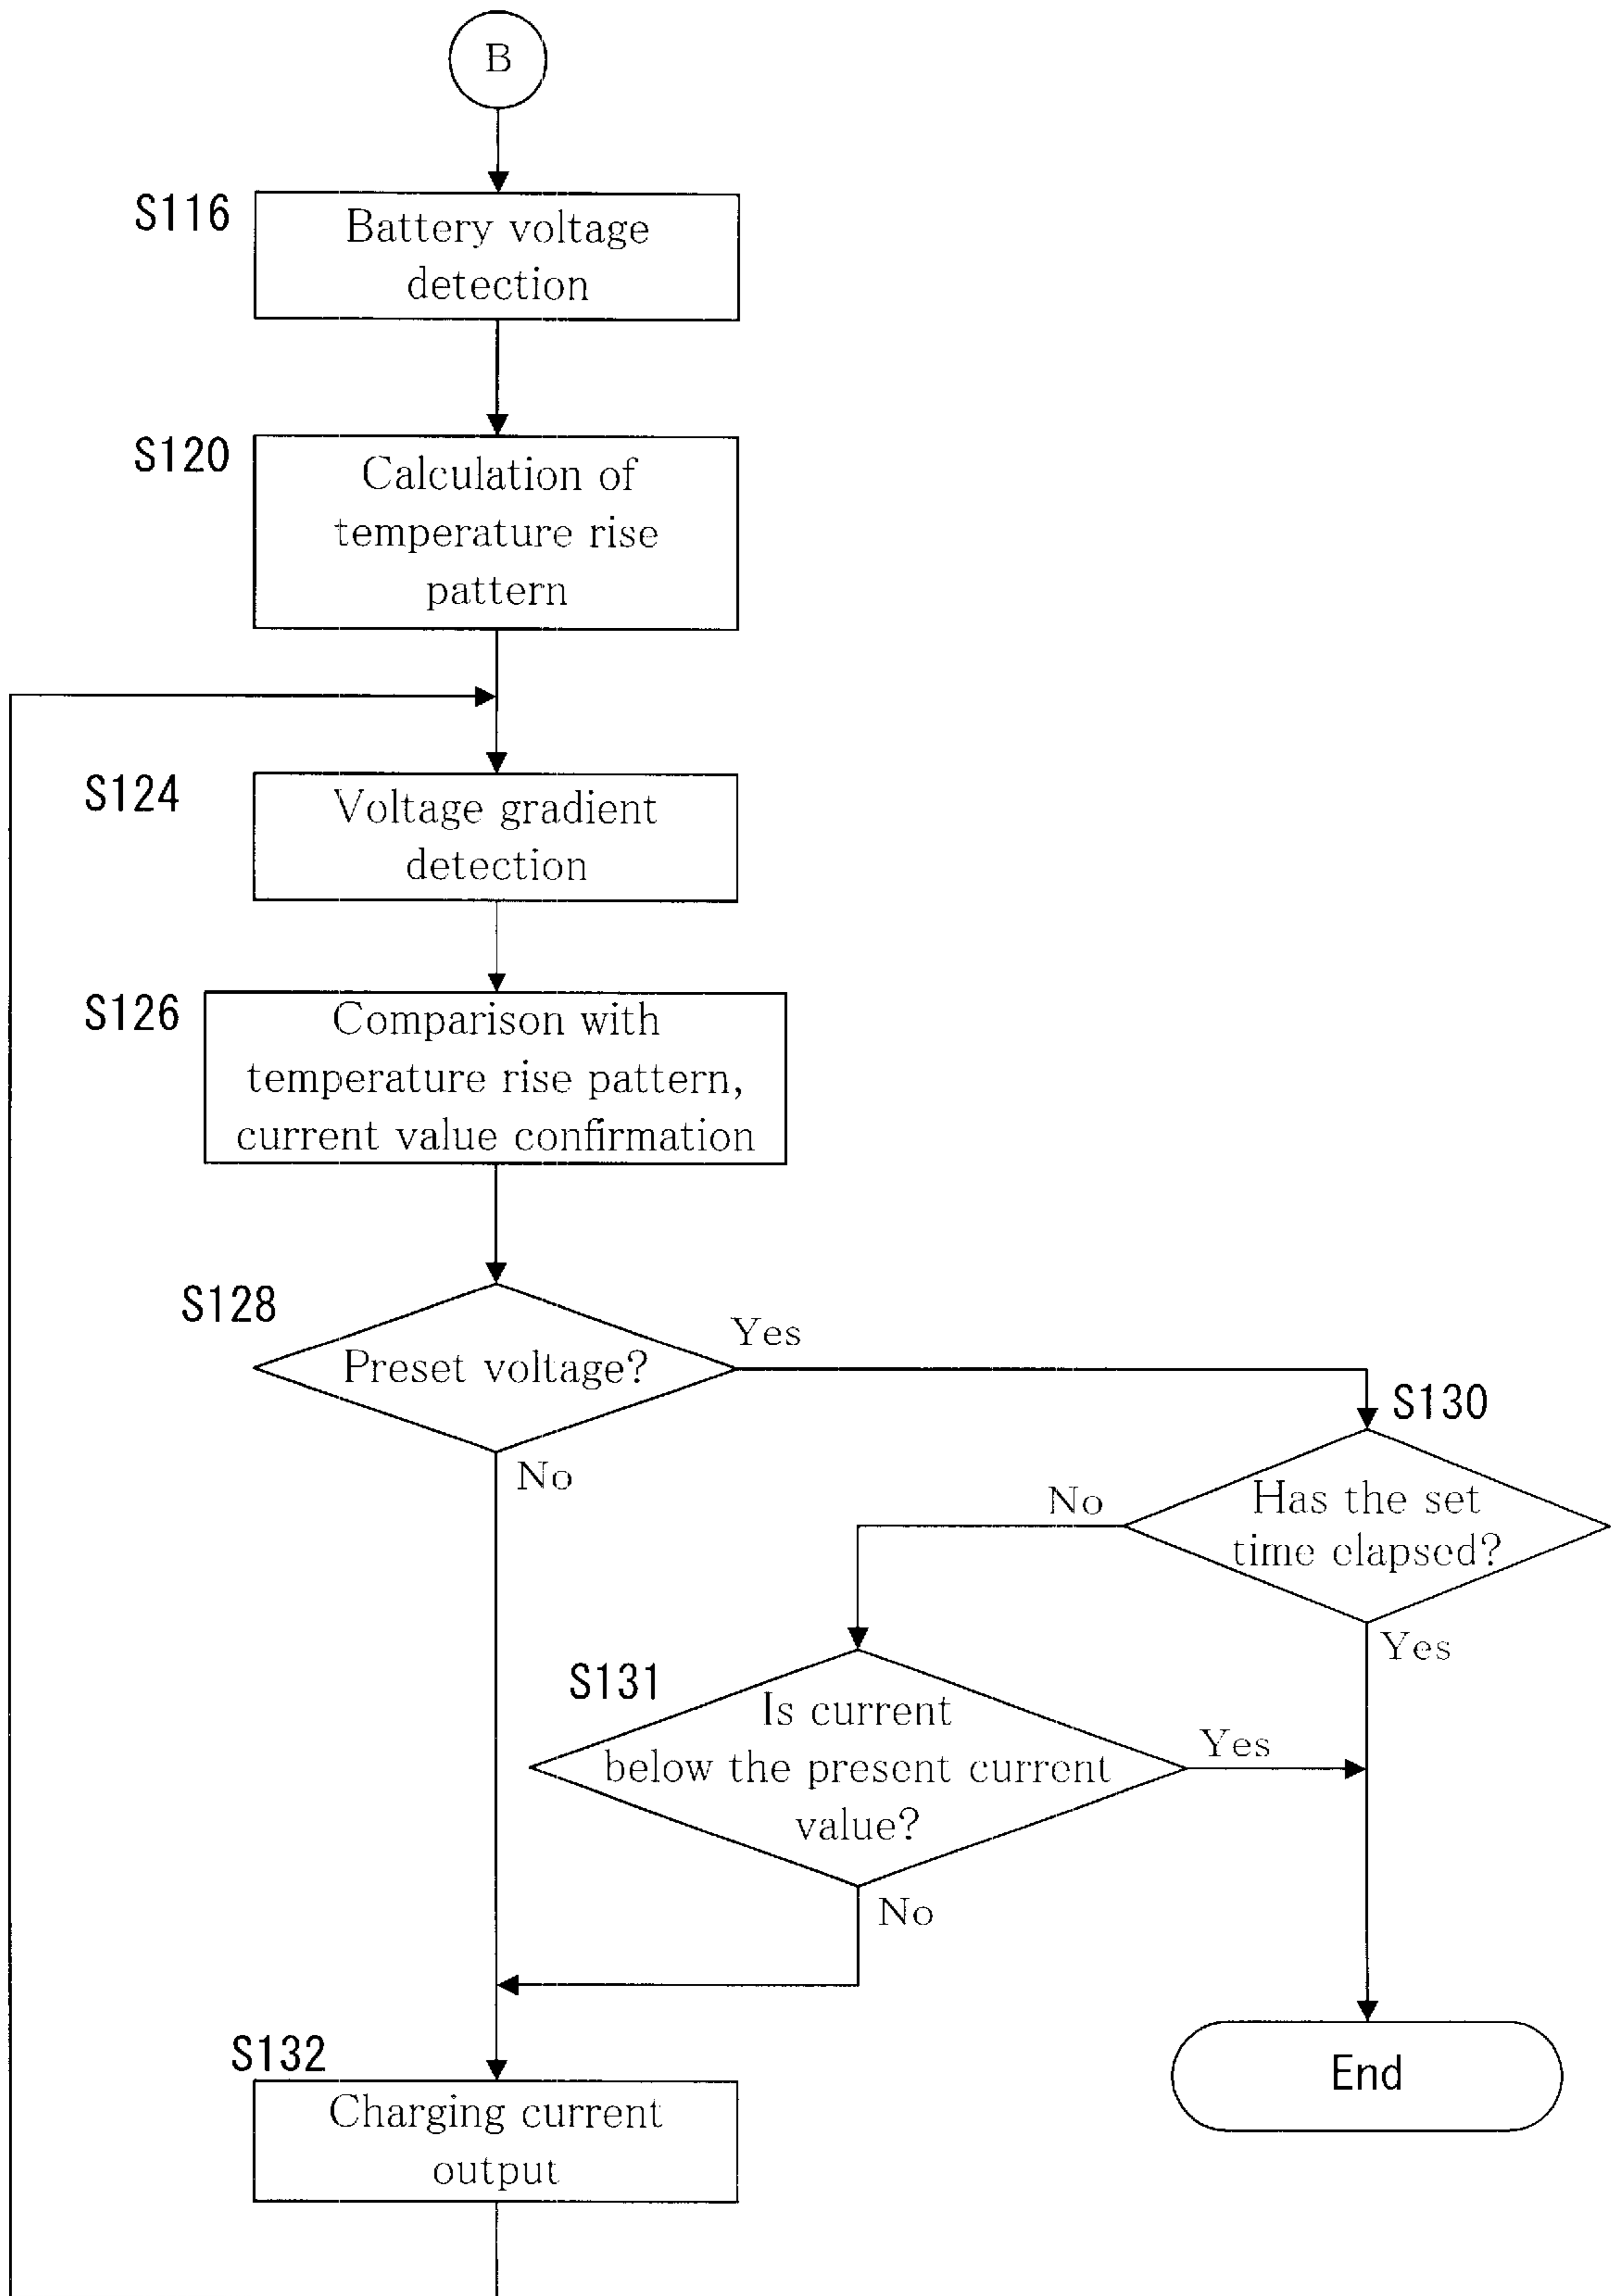 B
S116
Battery voltage
detection
S120
Calculation of
temperature rise
pattern
S124
Voltage gradient
detection
S126
Comparison with
temperature rise pattern,
current value confirmation
S128
Preset voltage?
Yes
No
S130
Has the set
time elapsed?
No
Yes
S131
Is current
below the present current
value?
Yes
No
S132
Charging current
output
End